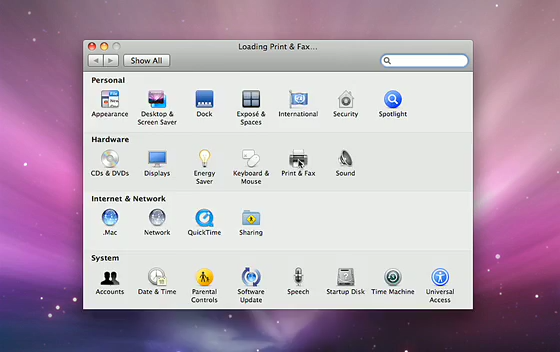 Loading Print & Fax...
Show All
Personal
Appearance
Desktop &
Screen Saver
Dock
Exposé &
Spaces
International
Security
Spotlight
Hardware
CDs & DVDs
Displays
Energy
Saver
Keyboard &
Mouse
Print & Fax
Sound
Internet & Network
.Mac
Network
QuickTime
Sharing
System
Accounts
Date & Time
Parental
Controls
Software
Update
Speech
Startup Disk
Time Machine
Universal
Access